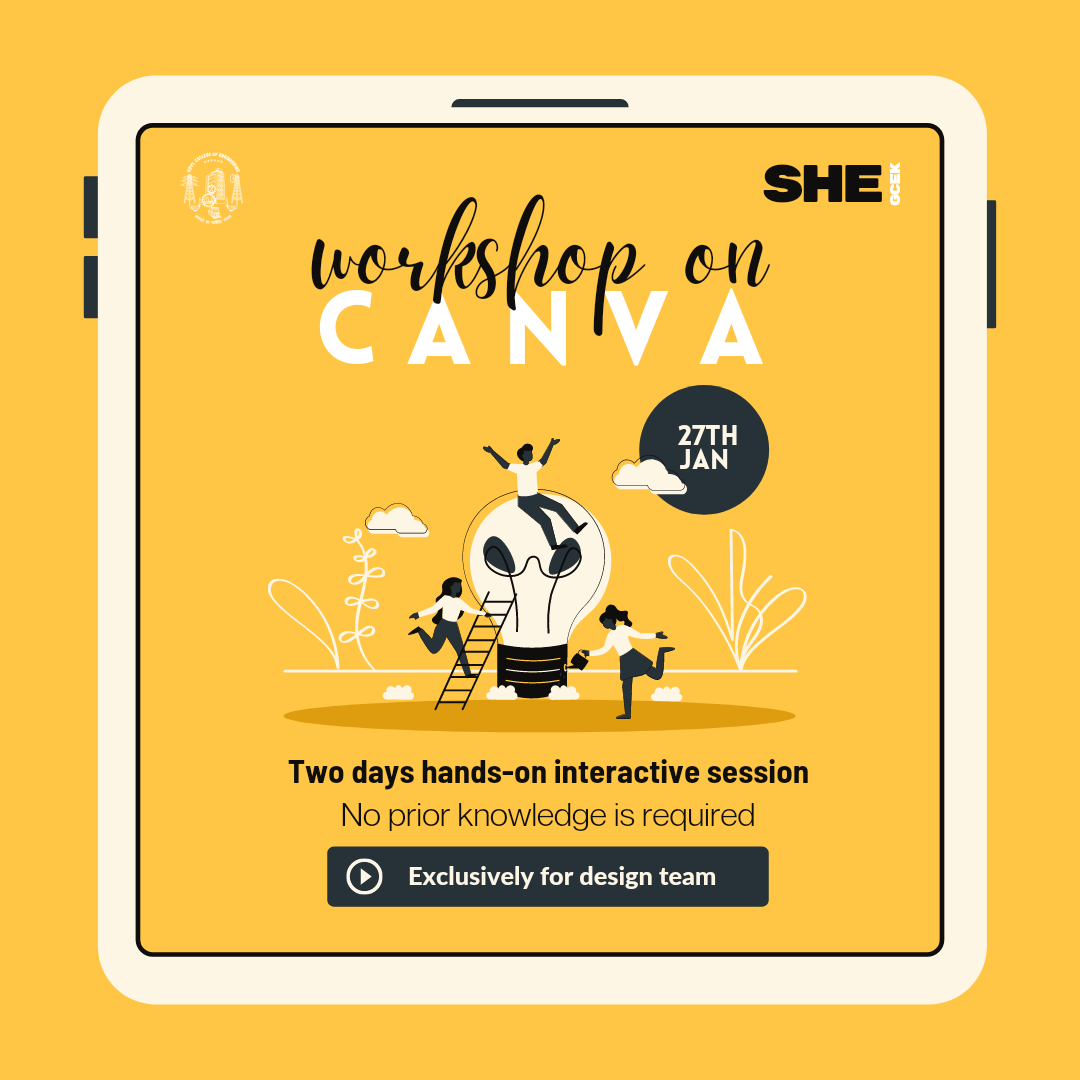 SHE
GCEK
workshop on
CANVA
27TH
JAN
Two days hands-on interactive session
No prior knowledge is required
Exclusively for design team